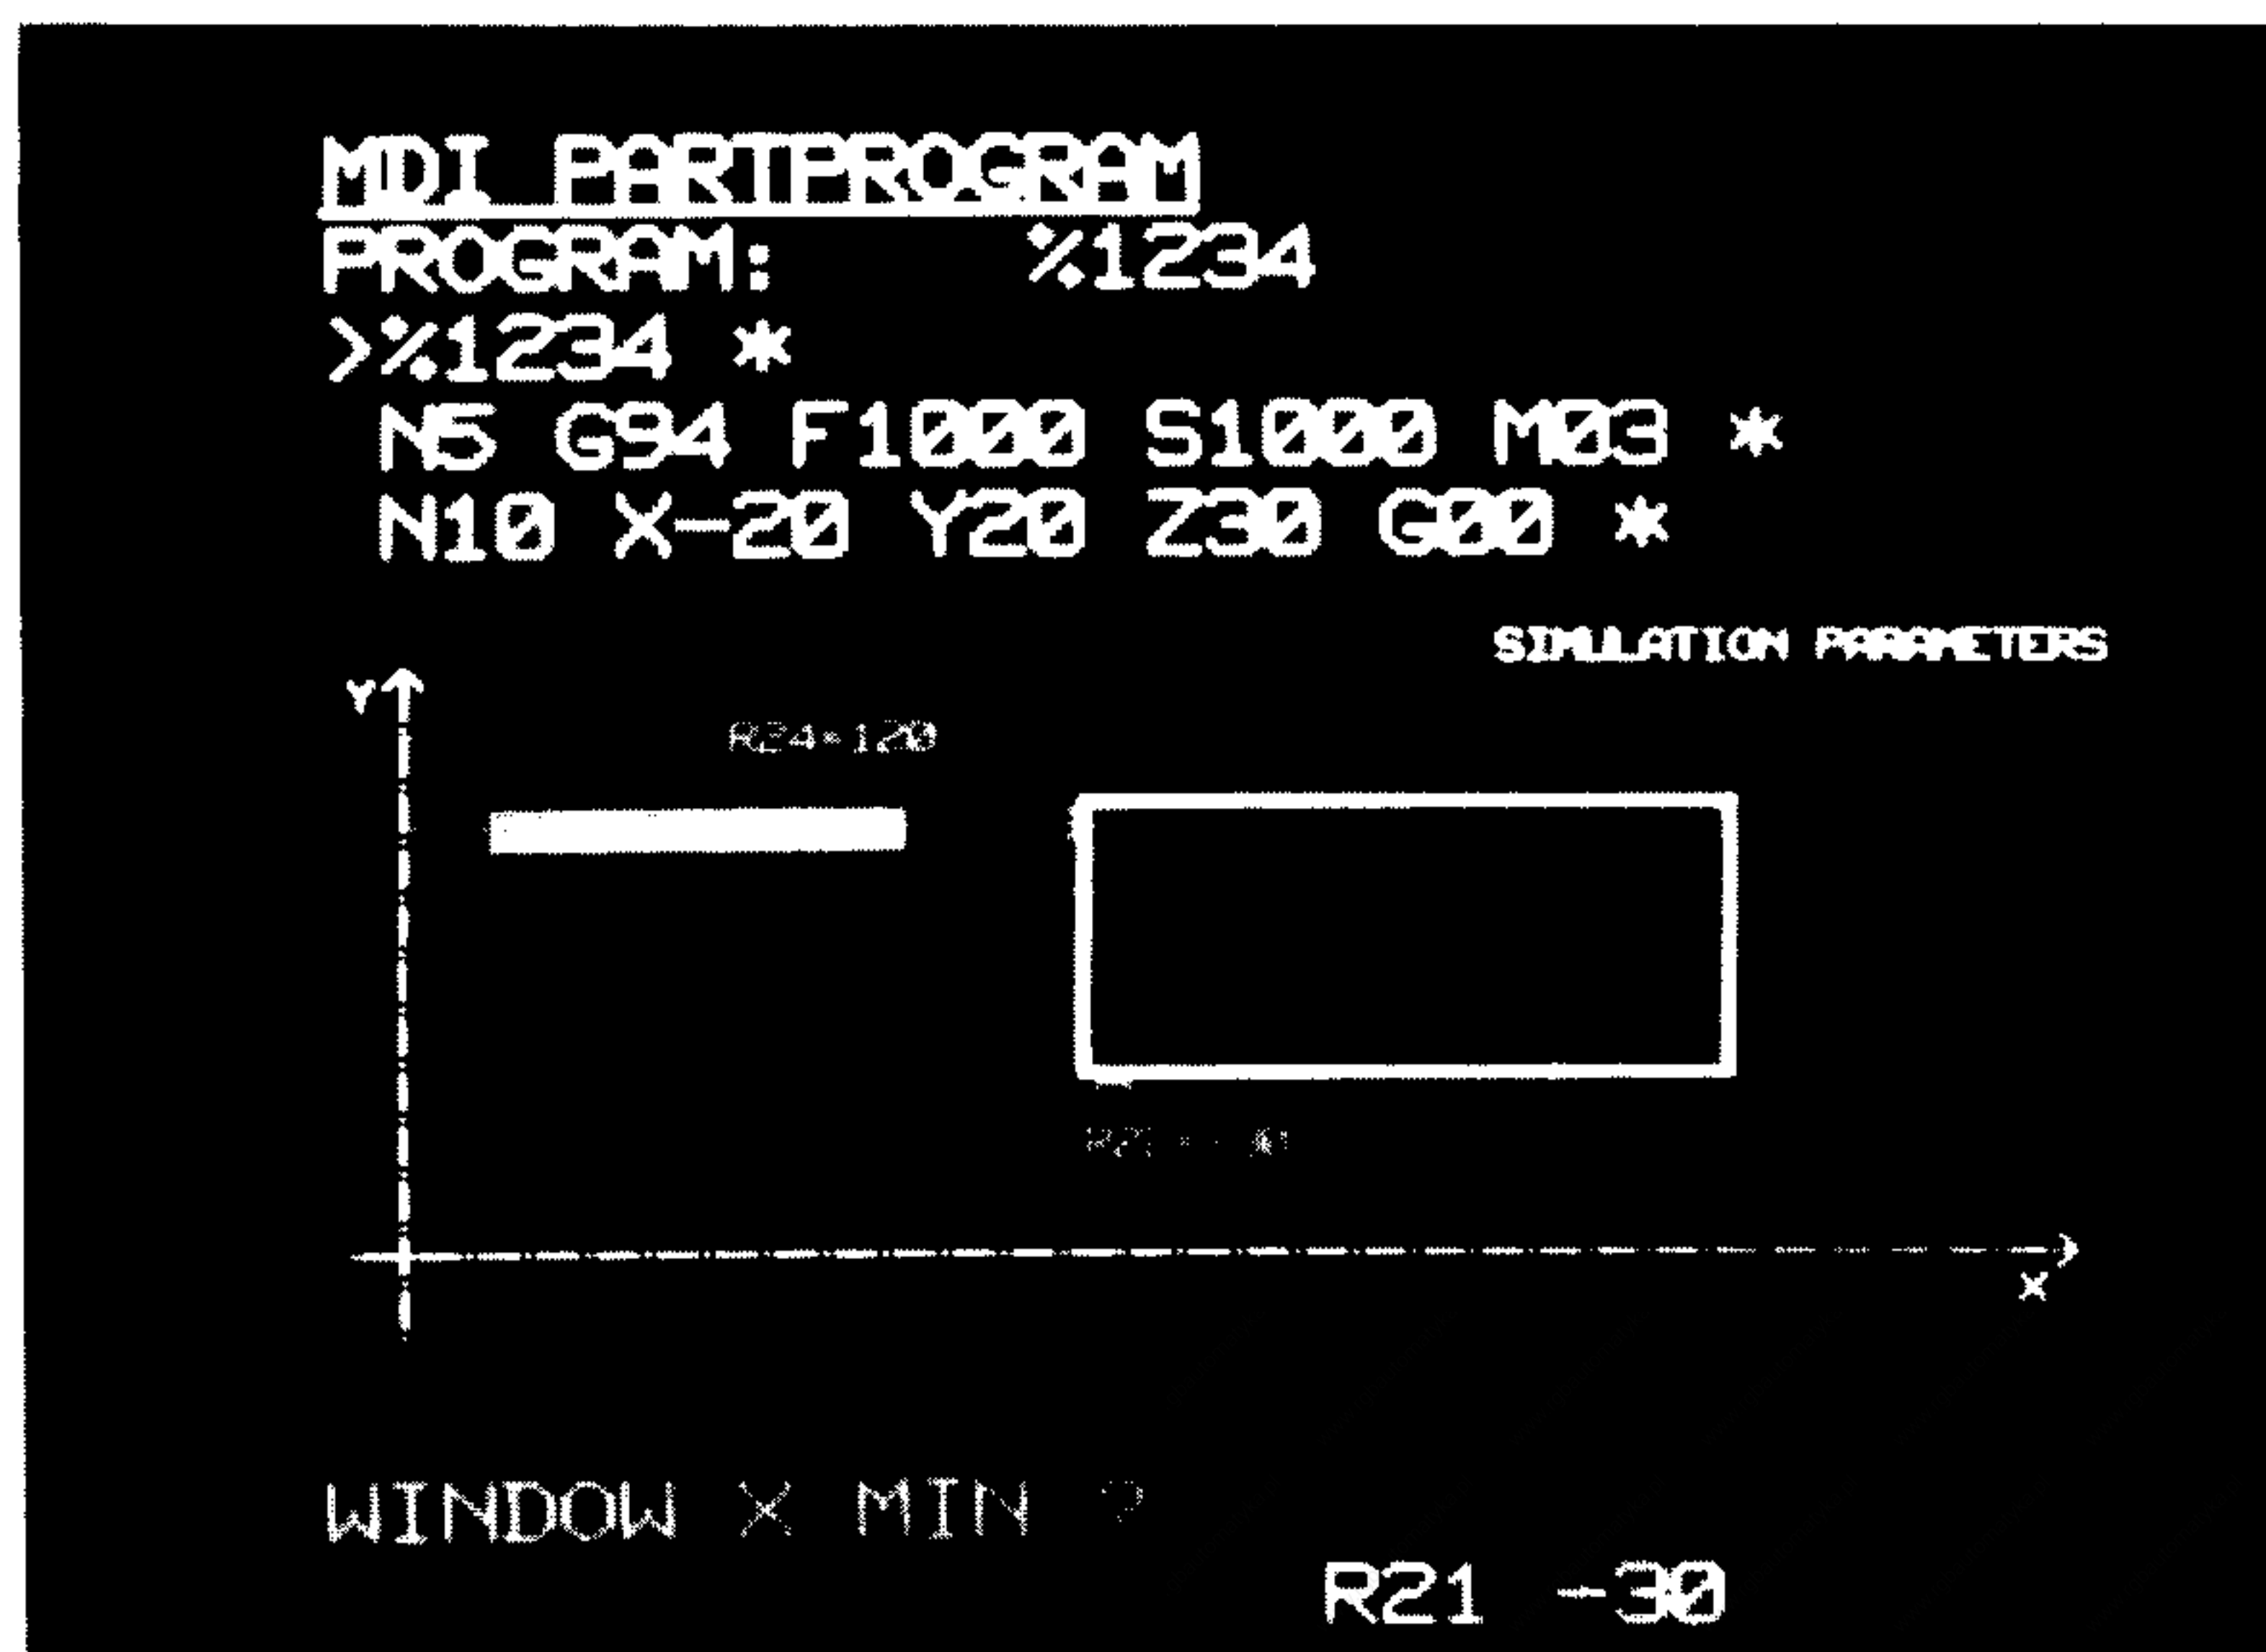 MDI PARTPROGRAM
PROGRAM: %1234
>%1234 *
N5 G94 F1000 S1000 M03 *
N10 X-20 Y20 Z30 G00 *
SIMULATION PARAMETERS
Y
R24=120
X
WINDOW X MIN ?
R21 -30